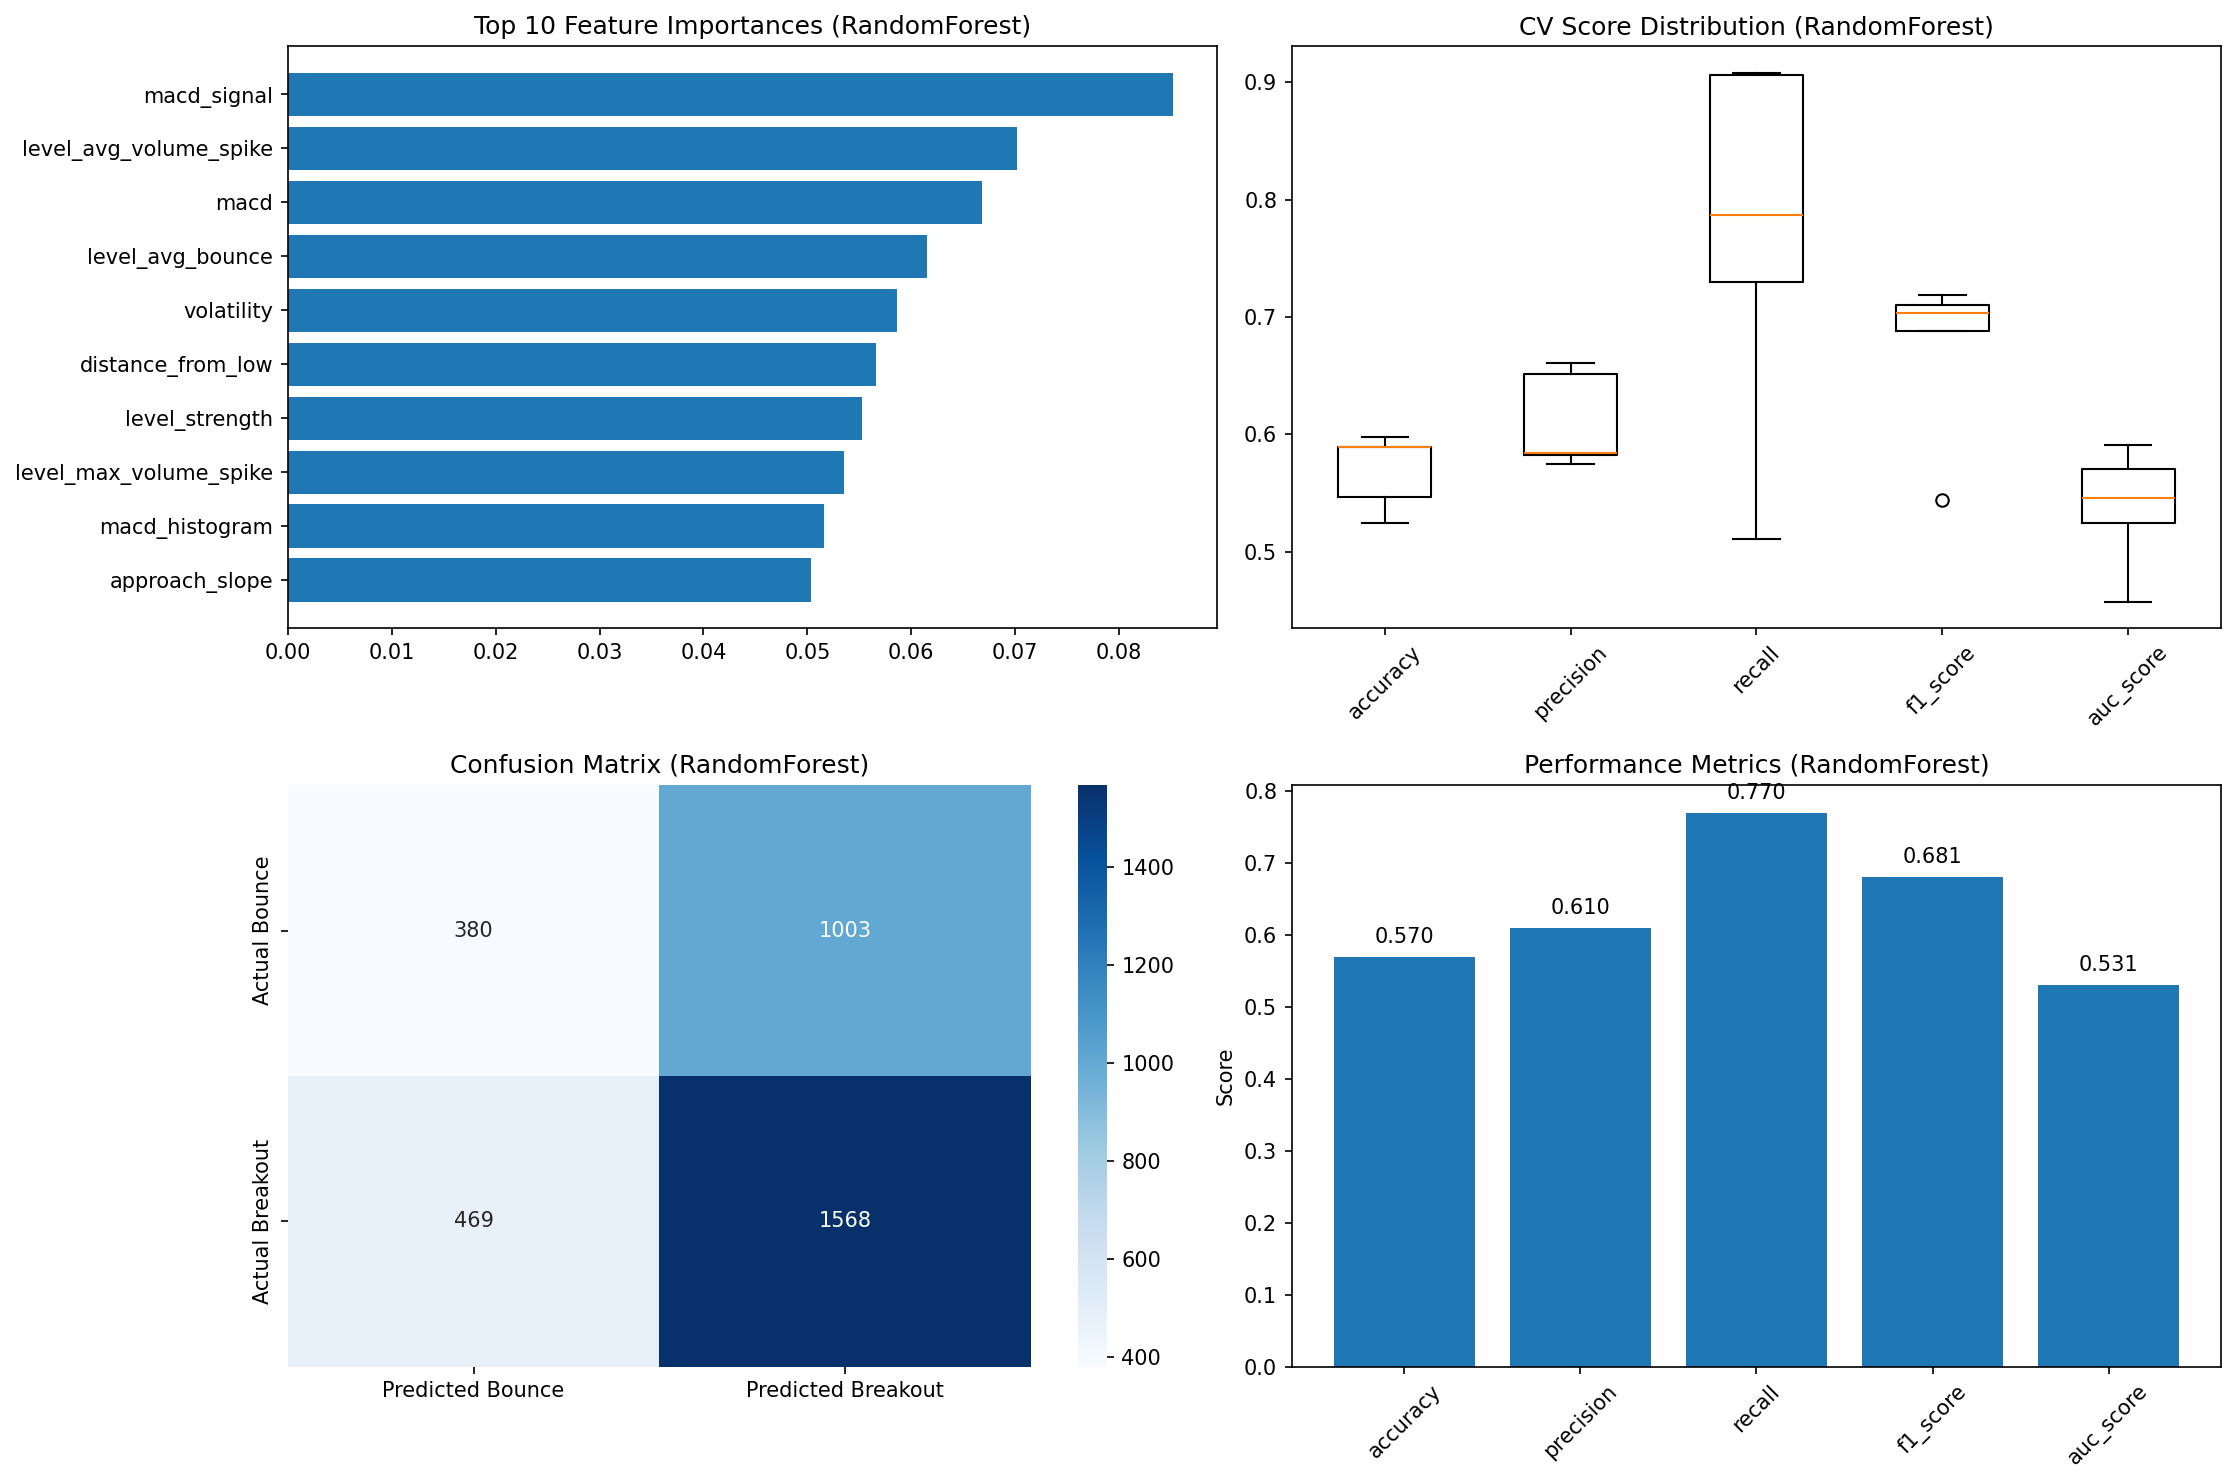 Top 10 Feature Importances (RandomForest)
macd_signal
level_avg_volume_spike
macd
level_avg_bounce
volatility
distance_from_low
level_strength
level_max_volume_spike
macd_histogram
approach_slope
0.00 0.01 0.02 0.03 0.04 0.05 0.06 0.07 0.08
CV Score Distribution (RandomForest)
0.9
0.8
0.7
0.6
0.5
accuracy
precision
recall
f1_score
auc_score
Confusion Matrix (RandomForest)
Actual Bounce
380 1003
Actual Breakout
469 1568
Predicted Bounce Predicted Breakout
1400
1200
1000
800
600
400
Performance Metrics (RandomForest)
Score
0.8
0.7
0.6
0.5
0.4
0.3
0.2
0.1
0.0
0.570
0.610
0.770
0.681
0.531
accuracy
precision
recall
f1_score
auc_score